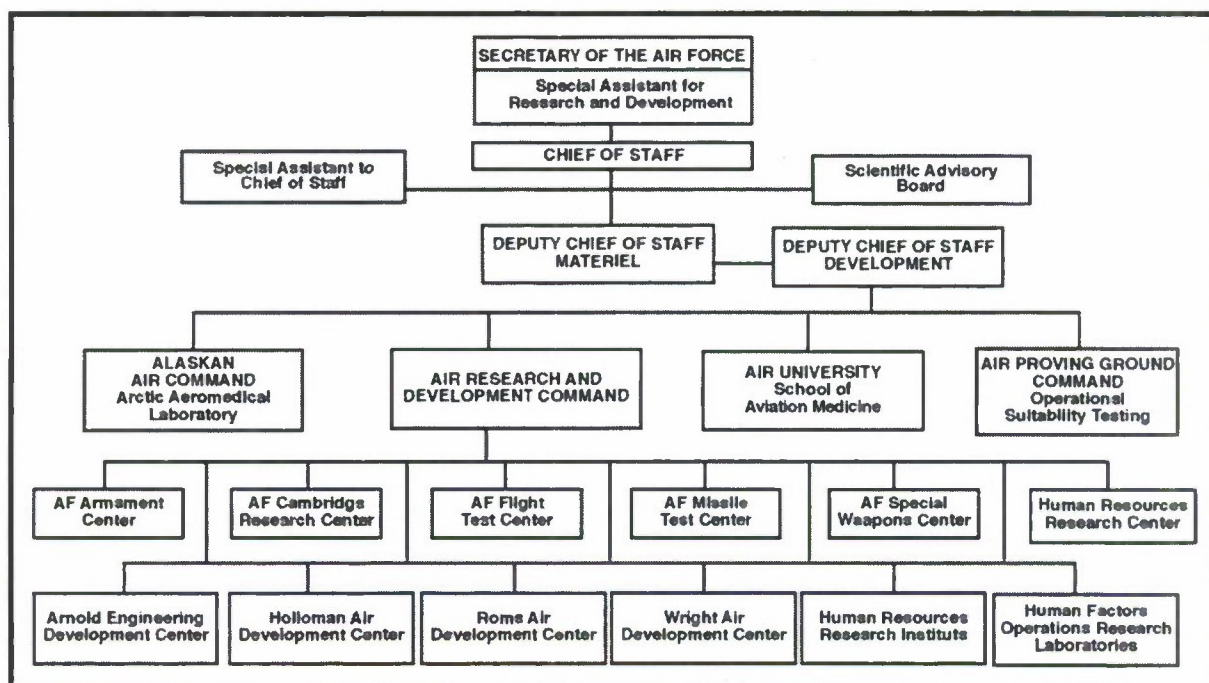 SECRETARY OF THE AIR FORCE
Special Assistant for
Research and Development
CHIEF OF STAFF
Special Assistant to
Chief of Staff
Scientific Advisory
Board
DEPUTY CHIEF OF STAFF
MATERIEL
DEPUTY CHIEF OF STAFF
DEVELOPMENT
ALASKAN
AIR COMMAND
Arctic Aeromedical
Laboratory
AIR RESEARCH AND
DEVELOPMENT COMMAND
AIR UNIVERSITY
School of
Aviation Medicine
AIR PROVING GROUND
COMMAND
Operational
Suitability Testing
AF Armament
Center
AF Cambridgs
Research Center
AF Flight
Test Center
AF Missile
Test Center
AF Special
Waapons Center
Human Resources
Research Center
Arnold Engineering
Development Center
Holloman Air
Development Center
Roms Air
Development Center
Wright Air
Development Center
Human Resources
Research Instituts
Human Factors
Operations Research
Laboratories